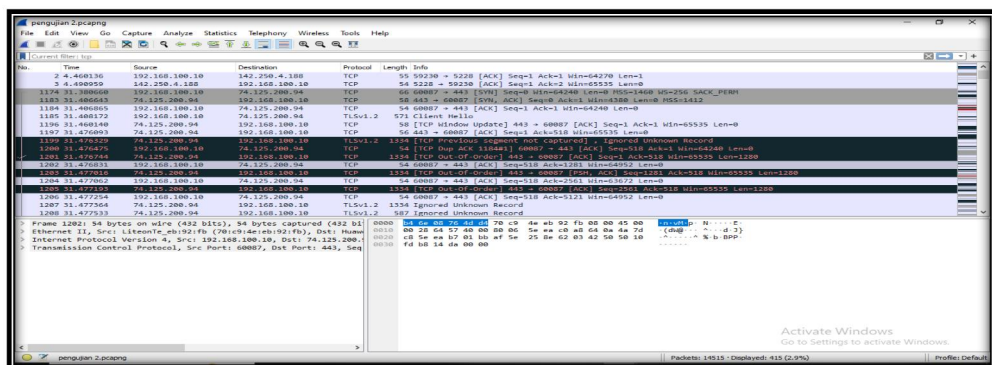 pengujian 2.pcapng
File Edit View Go Capture Analyze Statistics Telephony Wireless Tools Help
Current filter: tcp
No. Time Source Destination Protocol Length Info
2 4.460136 192.168.100.10 142.250.4.188 TCP 55 59230 → 5228 [ACK] Seq=1 Ack=1 Win=64270 Len=1
3 4.490959 142.250.4.188 192.168.100.10 TCP 54 5228 → 59230 [ACK] Seq=1 Ack=2 Win=65535 Len=0
1174 31.380660 192.168.100.10 74.125.200.94 TCP 66 60087 → 443 [SYN] Seq=0 Win=64240 Len=0 MSS=1460 WS=256 SACK_PERM
1183 31.406643 74.125.200.94 192.168.100.10 TCP 58 443 → 60087 [SYN, ACK] Seq=0 Ack=1 Win=4380 Len=0 MSS=1412
1184 31.406865 192.168.100.10 74.125.200.94 TCP 54 60087 → 443 [ACK] Seq=1 Ack=1 Win=64240 Len=0
1185 31.408172 192.168.100.10 74.125.200.94 TLSv1.2 571 Client Hello
1196 31.460140 74.125.200.94 192.168.100.10 TCP 58 [TCP Window Update] 443 → 60087 [ACK] Seq=1 Ack=1 Win=65535 Len=0
1197 31.476093 74.125.200.94 192.168.100.10 TCP 56 443 → 60087 [ACK] Seq=1 Ack=518 Win=65535 Len=0
1199 31.476329 74.125.200.94 192.168.100.10 TLSv1.2 1334 [TCP Previous segment not captured] , Ignored Unknown Record
1200 31.476475 192.168.100.10 74.125.200.94 TCP 54 [TCP Dup ACK 1184#1] 60087 → 443 [ACK] Seq=518 Ack=1 Win=64240 Len=0
1201 31.476744 74.125.200.94 192.168.100.10 TCP 1334 [TCP Out-Of-Order] 443 → 60087 [ACK] Seq=1 Ack=518 Win=65535 Len=1280
1202 31.476831 192.168.100.10 74.125.200.94 TCP 54 60087 → 443 [ACK] Seq=518 Ack=1281 Win=64952 Len=0
1203 31.477016 74.125.200.94 192.168.100.10 TCP 1334 [TCP Out-Of-Order] 443 → 60087 [PSH, ACK] Seq=1281 Ack=518 Win=65535 Len=1280
1204 31.477062 192.168.100.10 74.125.200.94 TCP 54 60087 → 443 [ACK] Seq=518 Ack=2561 Win=63672 Len=0
1205 31.477193 74.125.200.94 192.168.100.10 TCP 1334 [TCP Out-Of-Order] 443 → 60087 [ACK] Seq=2561 Ack=518 Win=65535 Len=1280
1206 31.477254 192.168.100.10 74.125.200.94 TCP 54 60087 → 443 [ACK] Seq=518 Ack=5121 Win=64952 Len=0
1207 31.477364 74.125.200.94 192.168.100.10 TLSv1.2 1334 Ignored Unknown Record
1208 31.477533 74.125.200.94 192.168.100.10 TLSv1.2 587 Ignored Unknown Record
Frame 1202: 54 bytes on wire (432 bits), 54 bytes captured (432 bi
Ethernet II, Src: LiteonTe_eb:92:fb (70:c9:4e:eb:92:fb), Dst: Huawe
Internet Protocol Version 4, Src: 192.168.100.10, Dst: 74.125.200.
Transmission Control Protocol, Src Port: 60087, Dst Port: 443, Seq
0000 b4 6e 08 76 4d d4 70 c9 4e eb 92 fb 08 00 45 00
0010 00 28 64 57 40 00 80 06 5e ea c0 a8 64 0a 4a 7d
0020 c8 5e ea b7 01 bb af 5e 25 8e 62 03 42 50 50 10
0030 fd b8 14 da 00 00
Activate Windows
Go to Settings to activate Windows.
pengujian 2.pcapng
Packets: 14515 · Displayed: 415 (2.9%)
Profile: Default